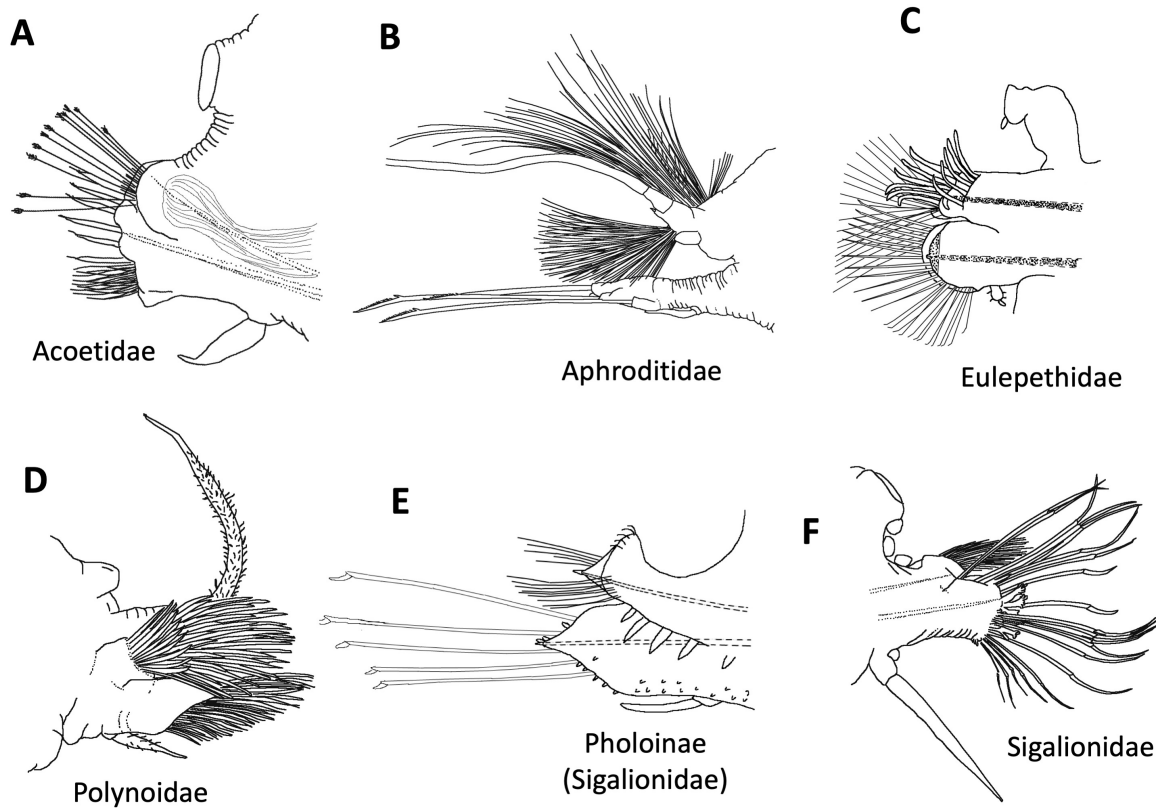 A
B
C
Acoetidae
Aphroditidae
Eulepethidae
D
E
F
Polynoidae
Pholoinae
(Sigalionidae)
Sigalionidae